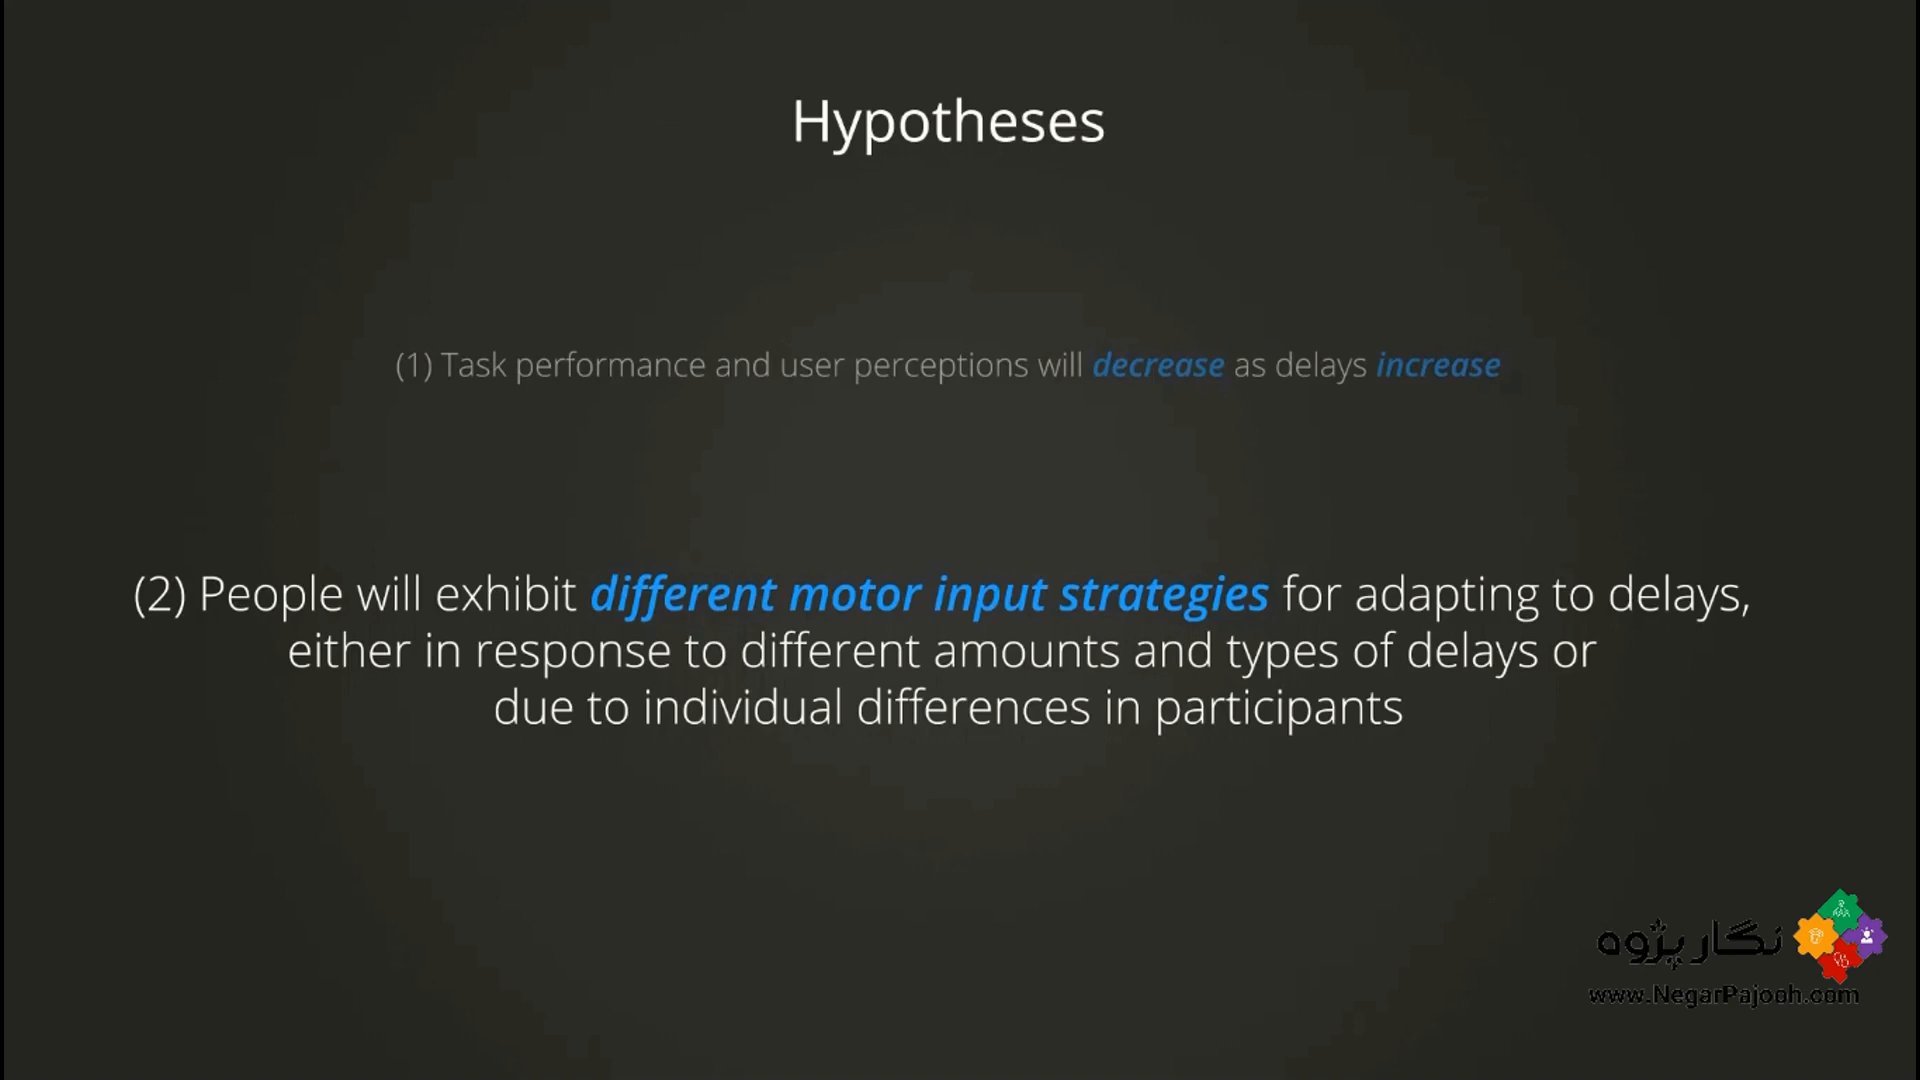 Hypotheses
(1) Task performance and user perceptions will decrease as delays increase
(2) People will exhibit different motor input strategies for adapting to delays,
either in response to different amounts and types of delays or
due to individual differences in participants
نگار پژوه
www.NegarPajooh.com